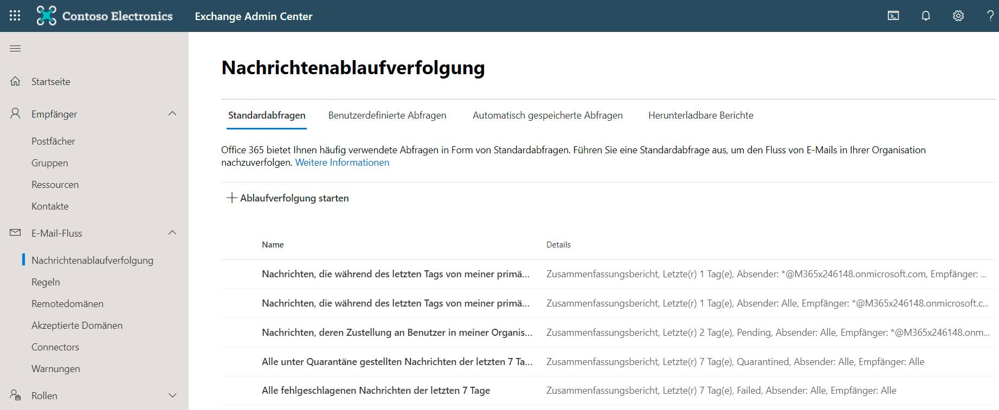 Contoso Electronics
Exchange Admin Center
Startseite
Empfänger
Postfächer
Gruppen
Ressourcen
Kontakte
E-Mail-Fluss
Nachrichtenablaufverfolgung
Regeln
Remotedomänen
Akzeptierte Domänen
Connectors
Warnungen
Rollen
Nachrichtenablaufverfolgung
Standardabfragen Benutzerdefinierte Abfragen Automatisch gespeicherte Abfragen Herunterladbare Berichte
Office 365 bietet Ihnen häufig verwendete Abfragen in Form von Standardabfragen. Führen Sie eine Standardabfrage aus, um den Fluss von E-Mails in Ihrer Organisation
nachzuverfolgen. Weitere Informationen
Ablaufverfolgung starten
Name Details
Nachrichten, die während des letzten Tags von meiner primä... Zusammenfassungsbericht, Letzte(r) 1 Tag(e), Absender: *@M365x246148.onmicrosoft.com, Empfänger: ...
Nachrichten, die während des letzten Tags von meiner primä... Zusammenfassungsbericht, Letzte(r) 1 Tag(e), Absender: Alle, Empfänger: *@M365x246148.onmicrosoft.c...
Nachrichten, deren Zustellung an Benutzer in meiner Organis... Zusammenfassungsbericht, Letzte(r) 2 Tag(e), Pending, Absender: Alle, Empfänger: *@M365x246148.onm...
Alle unter Quarantäne gestellten Nachrichten der letzten 7 Ta... Zusammenfassungsbericht, Letzte(r) 7 Tag(e), Quarantined, Absender: Alle, Empfänger: Alle
Alle fehlgeschlagenen Nachrichten der letzten 7 Tage Zusammenfassungsbericht, Letzte(r) 7 Tag(e), Failed, Absender: Alle, Empfänger: Alle